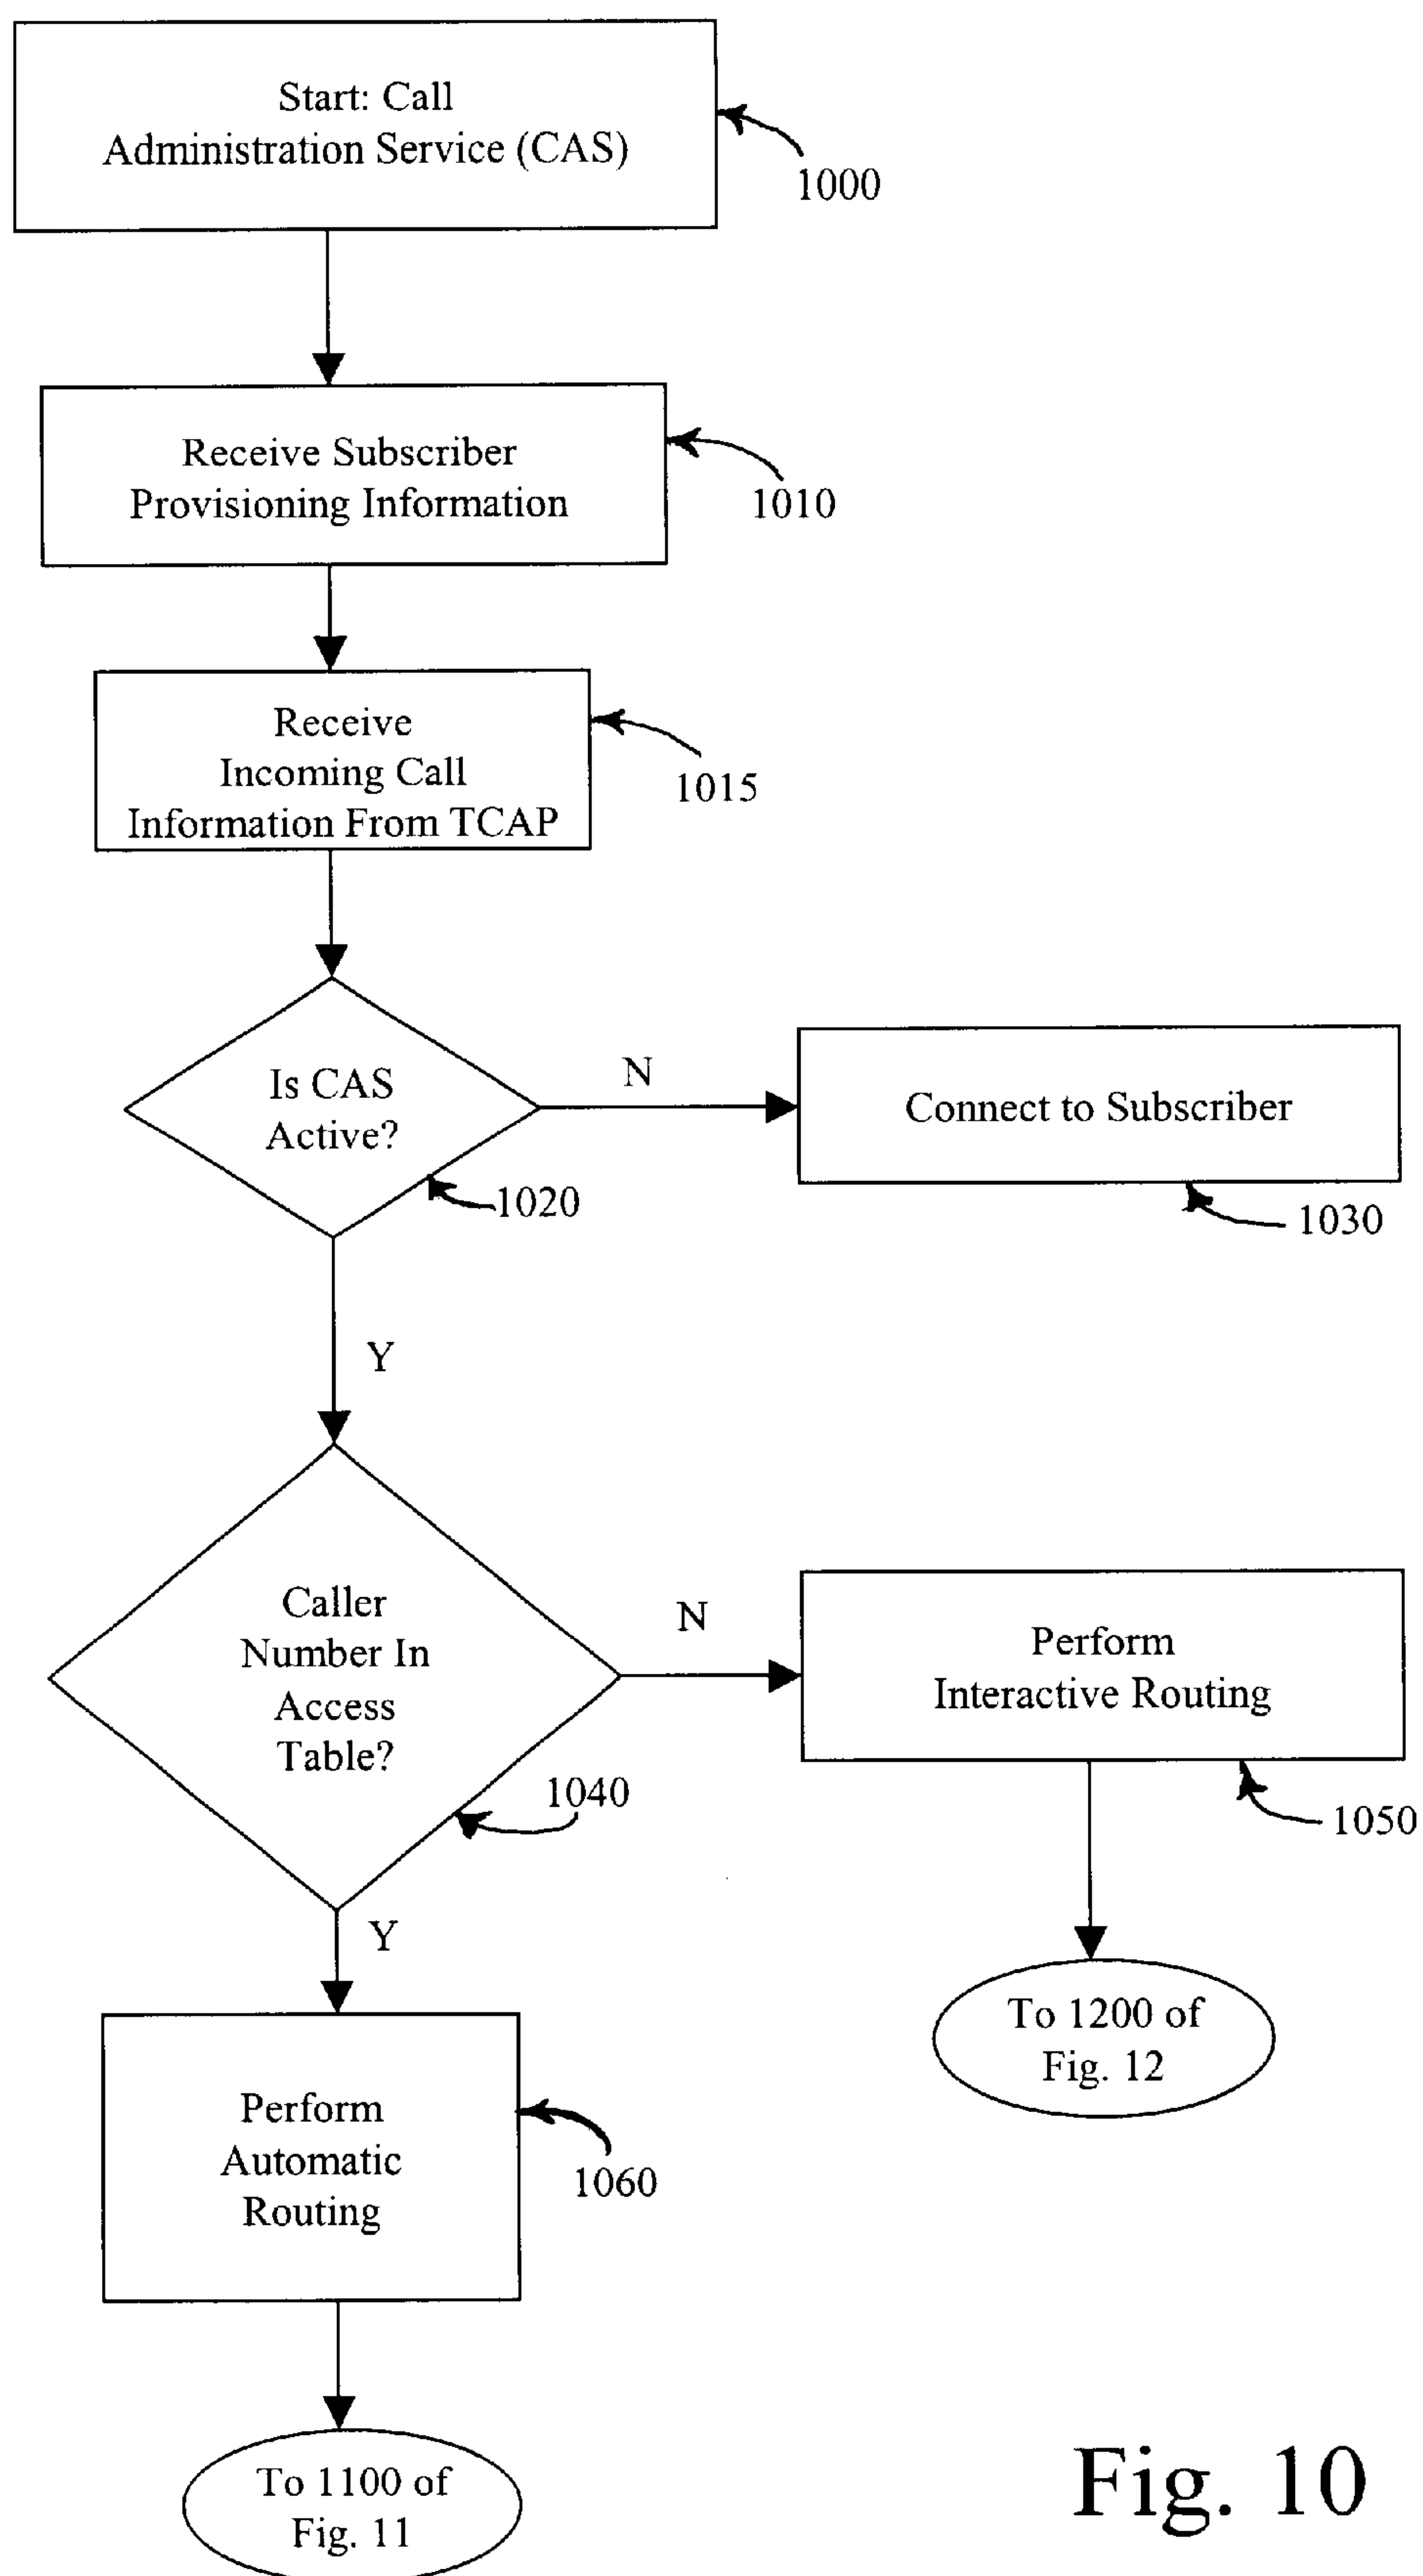 Start: Call
Administration Service (CAS)
1000
Receive Subscriber
Provisioning Information
1010
Receive
Incoming Call
Information From TCAP
1015
Is CAS
Active?
N
Connect to Subscriber
1020
1030
Y
Caller
Number In
Access
Table?
N
Perform
Interactive Routing
1040
1050
Y
To 1200 of
Fig. 12
Perform
Automatic
Routing
1060
To 1100 of
Fig. 11
Fig. 10